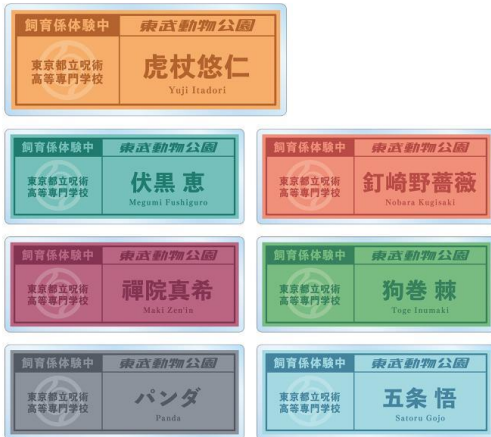 飼育係体験中 東武動物公園
東京都立呪術
高等専門学校
虎杖悠仁
Yuji Itadori
飼育係体験中 東武動物公園
東京都立呪術
高等専門学校
伏黒 恵
Megumi Fushiguro
飼育係体験中 東武動物公園
東京都立呪術
高等専門学校
釘崎野薔薇
Nobara Kugisaki
飼育係体験中 東武動物公園
東京都立呪術
高等専門学校
禪院真希
Maki Zen'in
飼育係体験中 東武動物公園
東京都立呪術
高等専門学校
狗巻 棘
Toge Inumaki
飼育係体験中 東武動物公園
東京都立呪術
高等専門学校
パンダ
Panda
飼育係体験中 東武動物公園
東京都立呪術
高等専門学校
五条 悟
Satoru Gojo